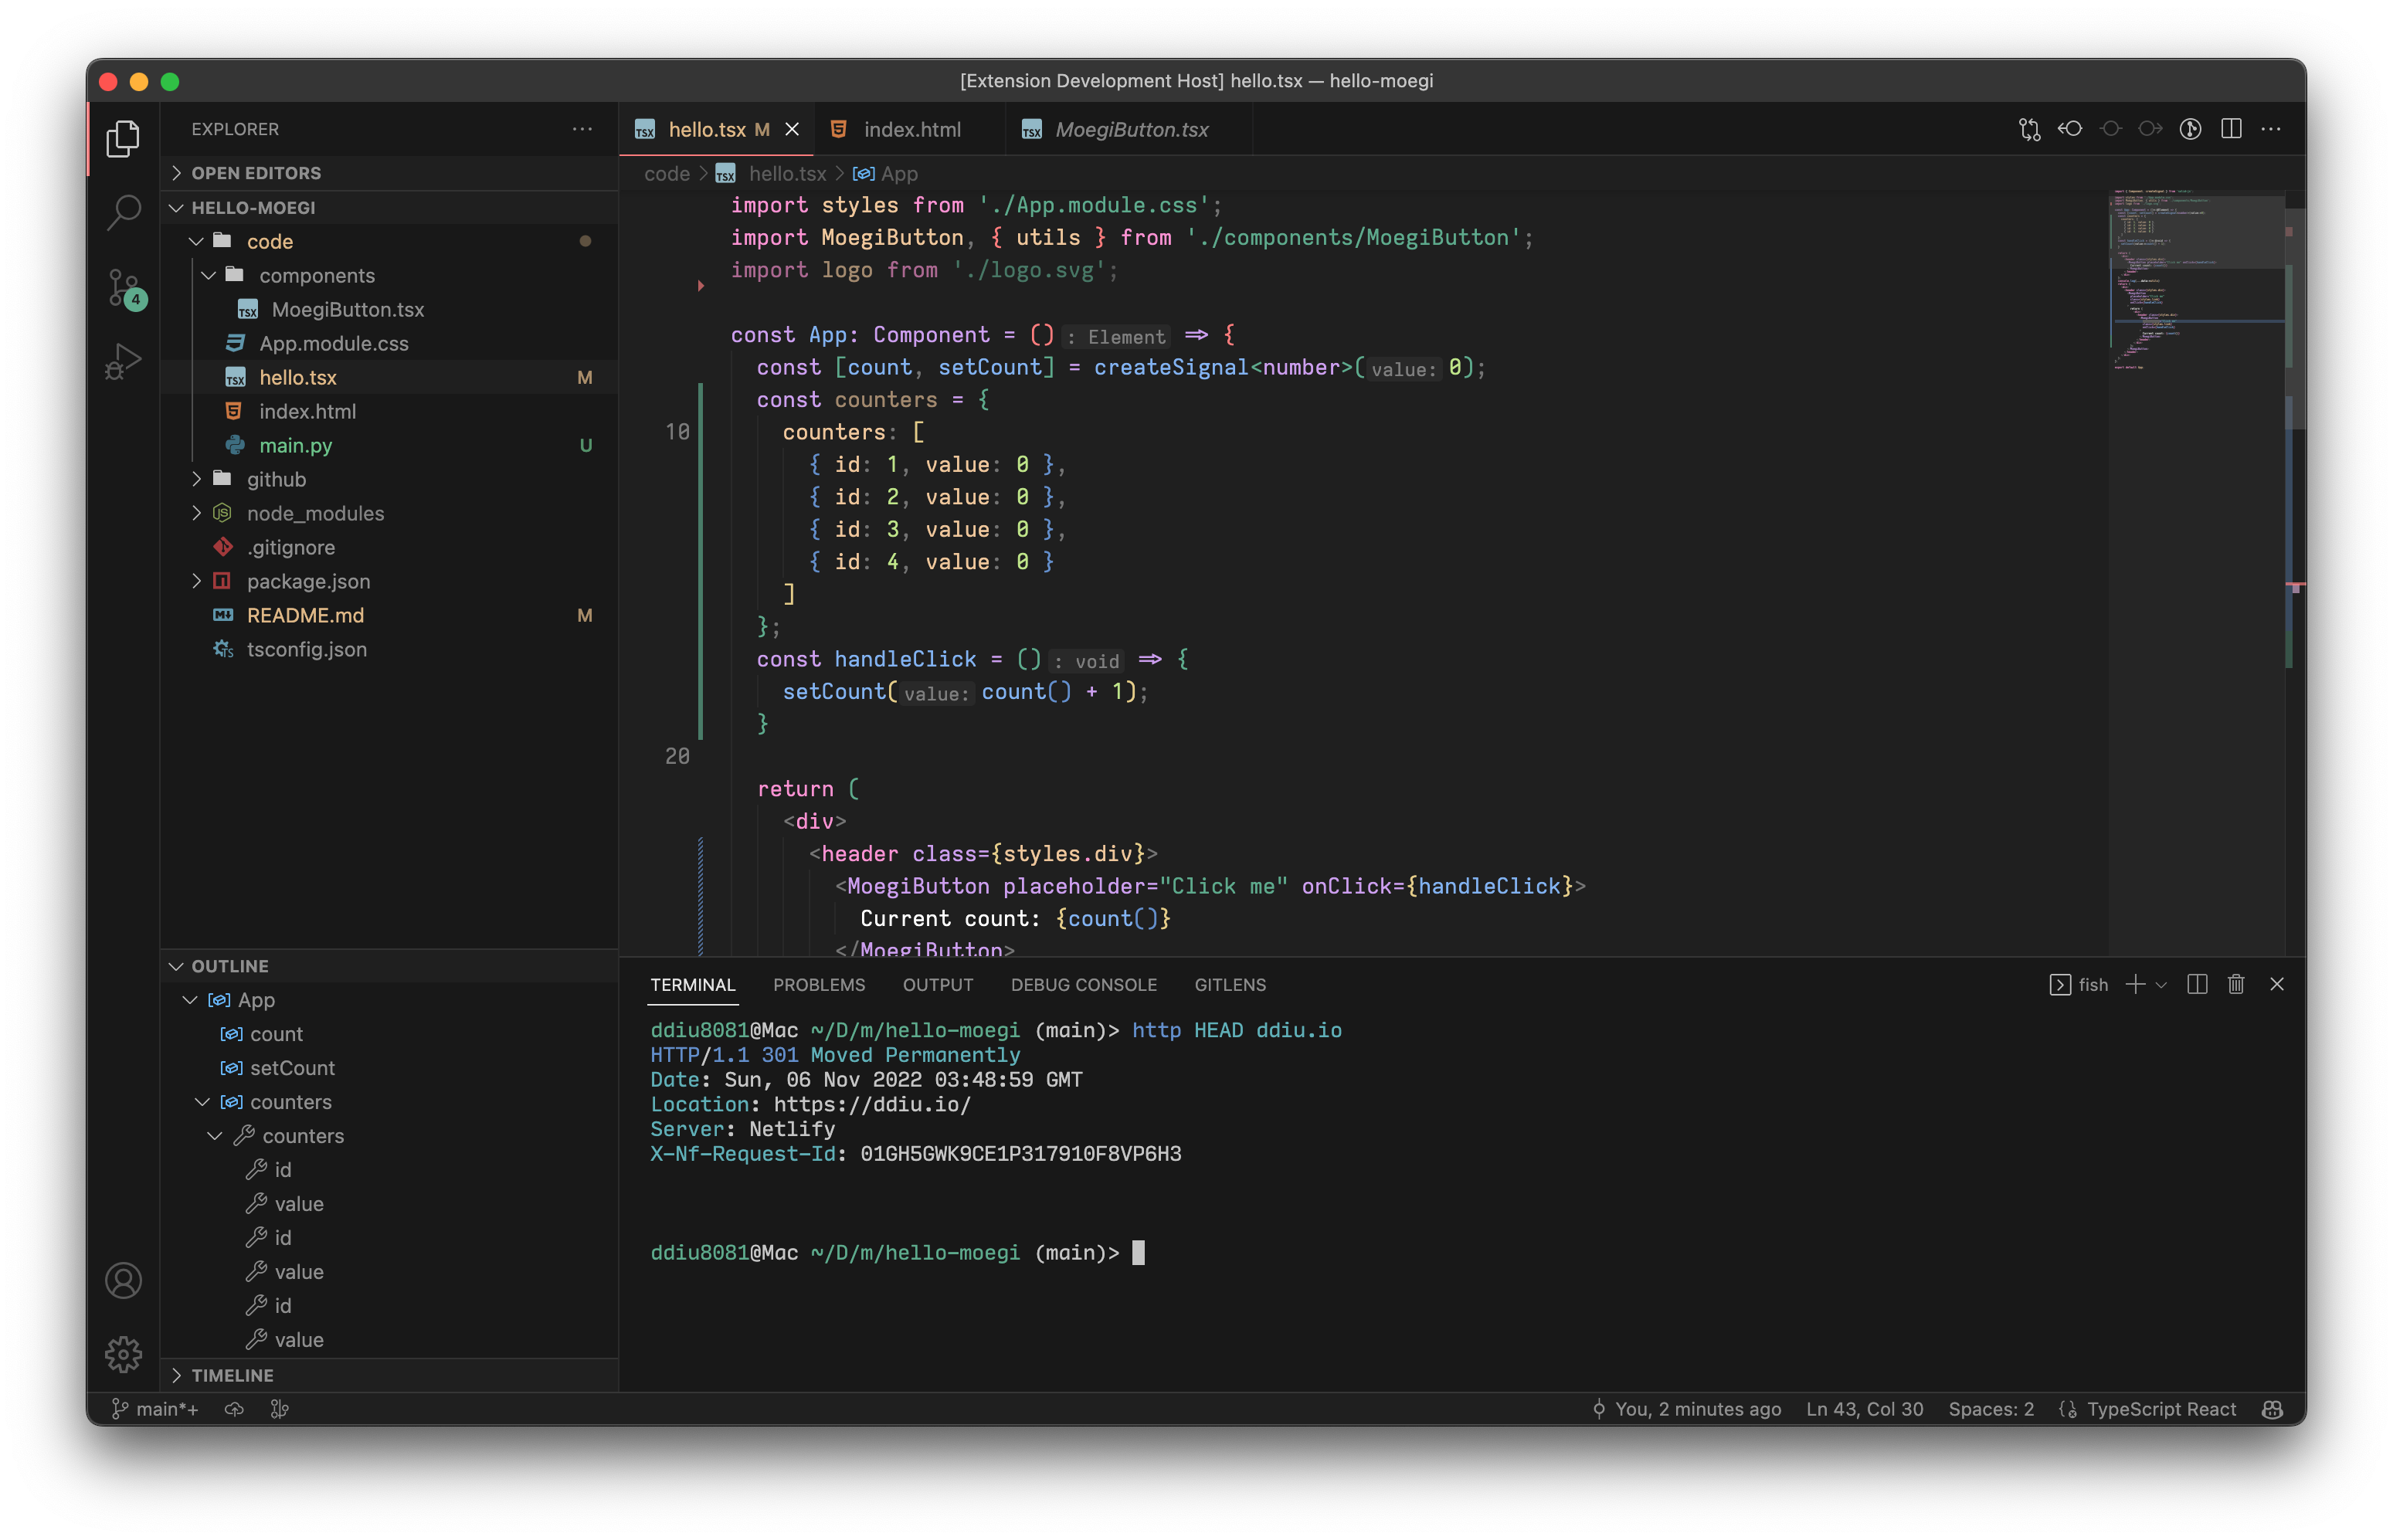 [Extension Development Host] hello.tsx — hello-moegi
EXPLORER
OPEN EDITORS
HELLO-MOEGI
code
components
MoegiButton.tsx
App.module.css
hello.tsx M
index.html
main.py U
github
node_modules
.gitignore
package.json
README.md M
tsconfig.json
4
OUTLINE
App
count
setCount
counters
counters
id
value
id
value
id
value
TIMELINE
hello.tsx M
index.html
MoegiButton.tsx
code > hello.tsx > App
import styles from './App.module.css';
import MoegiButton, { utils } from './components/MoegiButton';
import logo from './logo.svg';
const App: Component = () : Element => {
const [count, setCount] = createSignal<number>( value: 0);
const counters = {
10 counters: [
{ id: 1, value: 0 },
{ id: 2, value: 0 },
{ id: 3, value: 0 },
{ id: 4, value: 0 }
]
};
const handleClick = () : void => {
setCount( value: count() + 1);
}
20
return (
<div>
<header class={styles.div}>
<MoegiButton placeholder="Click me" onClick={handleClick}>
Current count: {count()}
</MoegiButton>
TERMINAL PROBLEMS OUTPUT DEBUG CONSOLE GITLENS
fish
ddiu8081@Mac ~/D/m/hello-moegi (main)> http HEAD ddiu.io
HTTP/1.1 301 Moved Permanently
Date: Sun, 06 Nov 2022 03:48:59 GMT
Location: https://ddiu.io/
Server: Netlify
X-Nf-Request-Id: 01GH5GWK9CE1P317910F8VP6H3
ddiu8081@Mac ~/D/m/hello-moegi (main)>
main*+
You, 2 minutes ago Ln 43, Col 30 Spaces: 2 TypeScript React